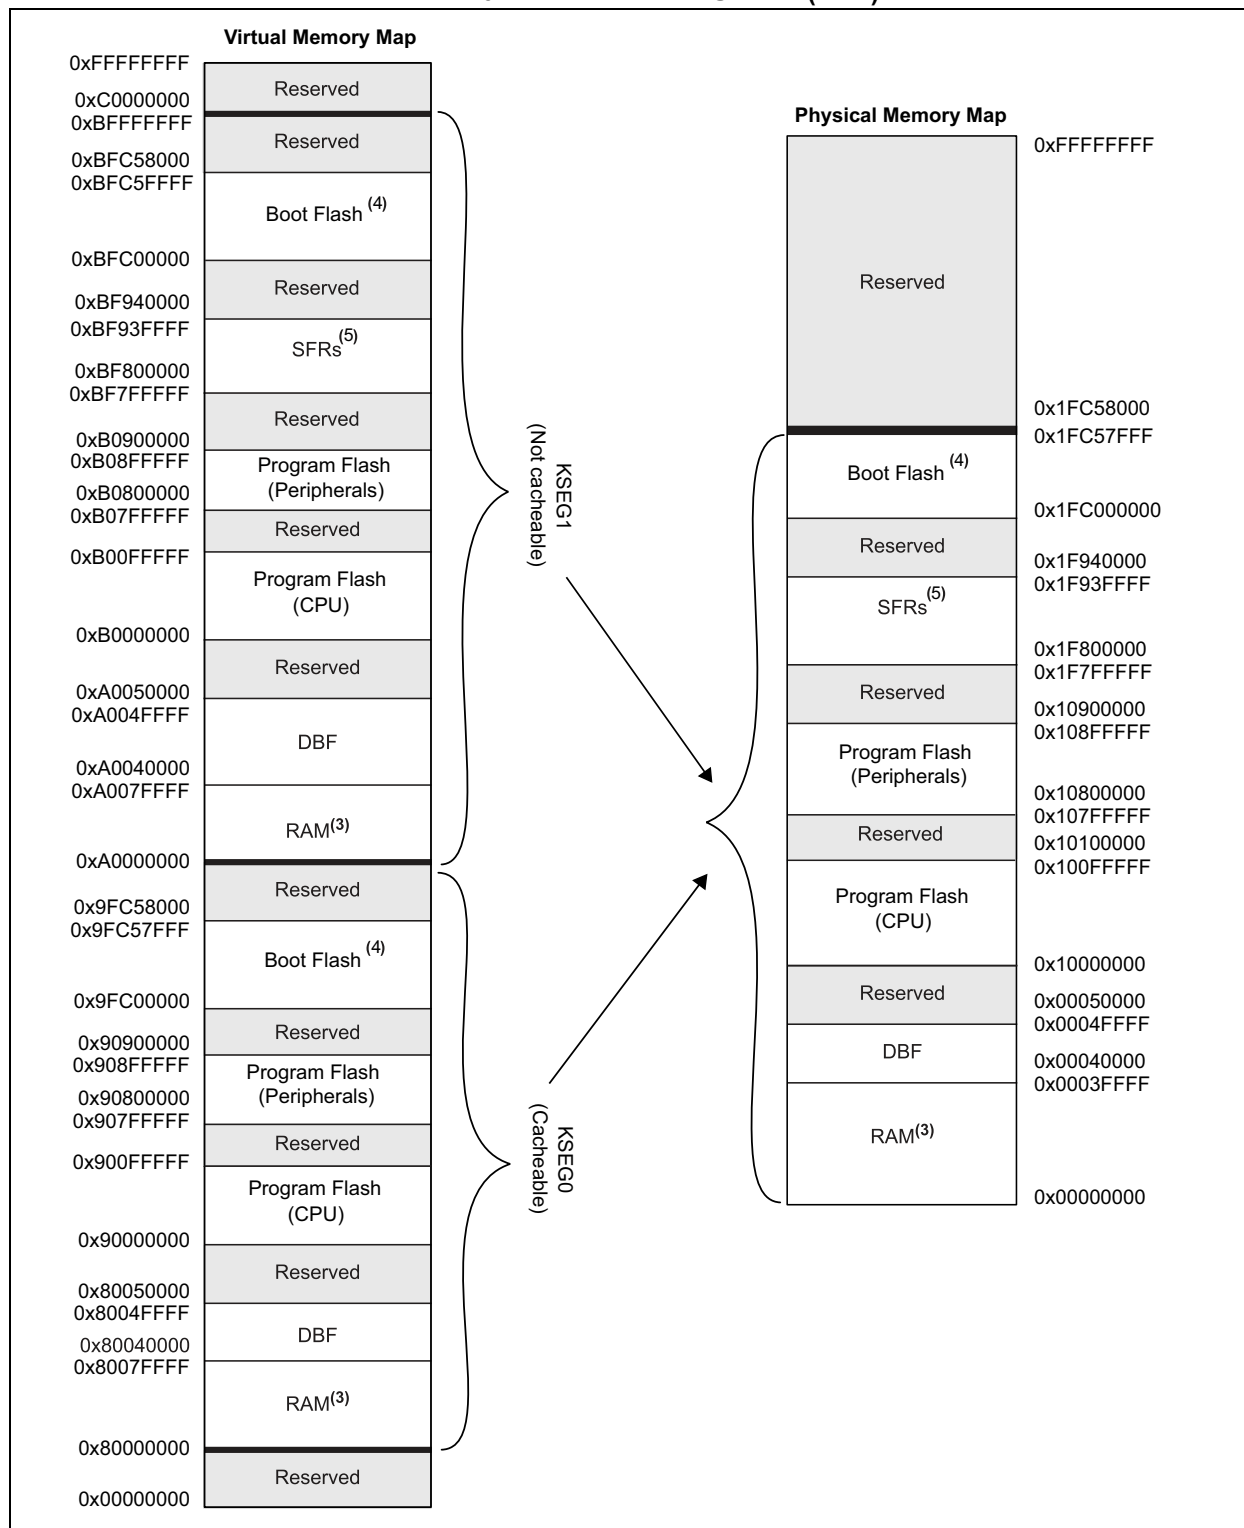 Virtual Memory Map
0xFFFFFFFF
Reserved
0xC0000000
0xBFFFFFFF
Reserved
0xBFC58000
0xBFC5FFFF
Boot Flash (4)
0xBFC00000
Reserved
0xBF940000
0xBF93FFFF
SFRs(5)
0xBF800000
0xBF7FFFFF
Reserved
0xB0900000
0xB08FFFFF
Program Flash
(Peripherals)
0xB0800000
0xB07FFFFF
Reserved
0xB00FFFFF
Program Flash
(CPU)
0xB0000000
Reserved
0xA0050000
0xA004FFFF
DBF
0xA0040000
0xA007FFFF
RAM(3)
0xA0000000
Reserved
0x9FC58000
0x9FC57FFF
Boot Flash (4)
0x9FC00000
Reserved
0x90900000
0x908FFFFF
Program Flash
(Peripherals)
0x90800000
0x907FFFFF
Reserved
0x900FFFFF
Program Flash
(CPU)
0x90000000
Reserved
0x80050000
0x8004FFFF
DBF
0x80040000
0x8007FFFF
RAM(3)
0x80000000
Reserved
0x00000000
KSEG1
(Not cacheable)
KSEG0
(Cacheable)
Physical Memory Map
0xFFFFFFFF
Reserved
0x1FC58000
0x1FC57FFF
Boot Flash (4)
0x1FC000000
Reserved
0x1F940000
0x1F93FFFF
SFRs(5)
0x1F800000
0x1F7FFFFF
Reserved
0x10900000
0x108FFFFF
Program Flash
(Peripherals)
0x10800000
0x107FFFFF
Reserved
0x10100000
0x100FFFFF
Program Flash
(CPU)
0x10000000
Reserved
0x00050000
0x0004FFFF
DBF
0x00040000
0x0003FFFF
RAM(3)
0x00000000